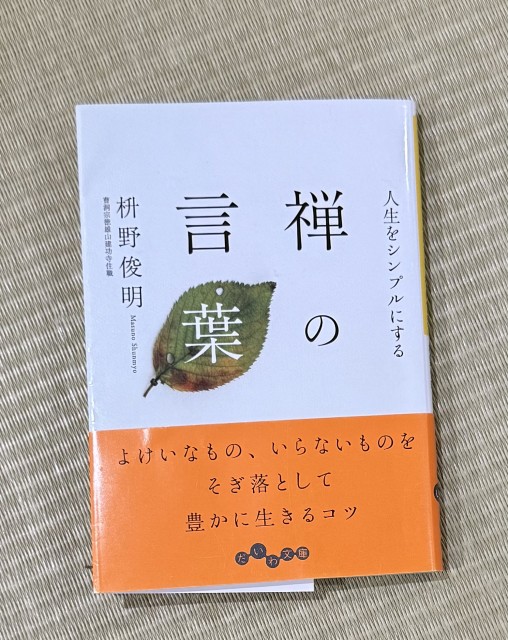 人生をシンプルにする
禅の
言葉
枡野俊明
曹洞宗徳雄山建功寺住職
Masuno Shunmyo
よけいなもの、いらないものを
そぎ落として
豊かに生きるコツ
だいわ文庫